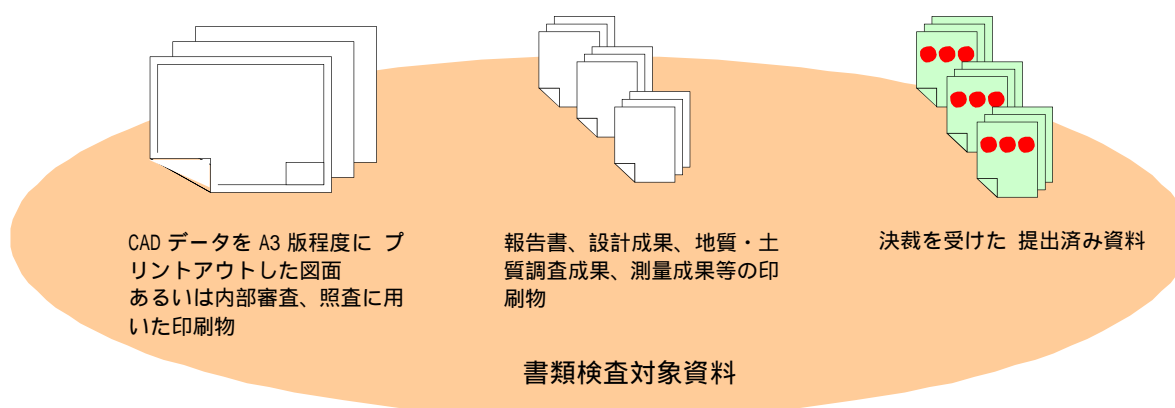 CAD データを A3 版程度に プ
リントアウトした図面
あるいは内部審査、照査に用
いた印刷物
報告書、設計成果、地質・土
質調査成果、測量成果等の印
刷物
決裁を受けた 提出済み資料
書類検査対象資料